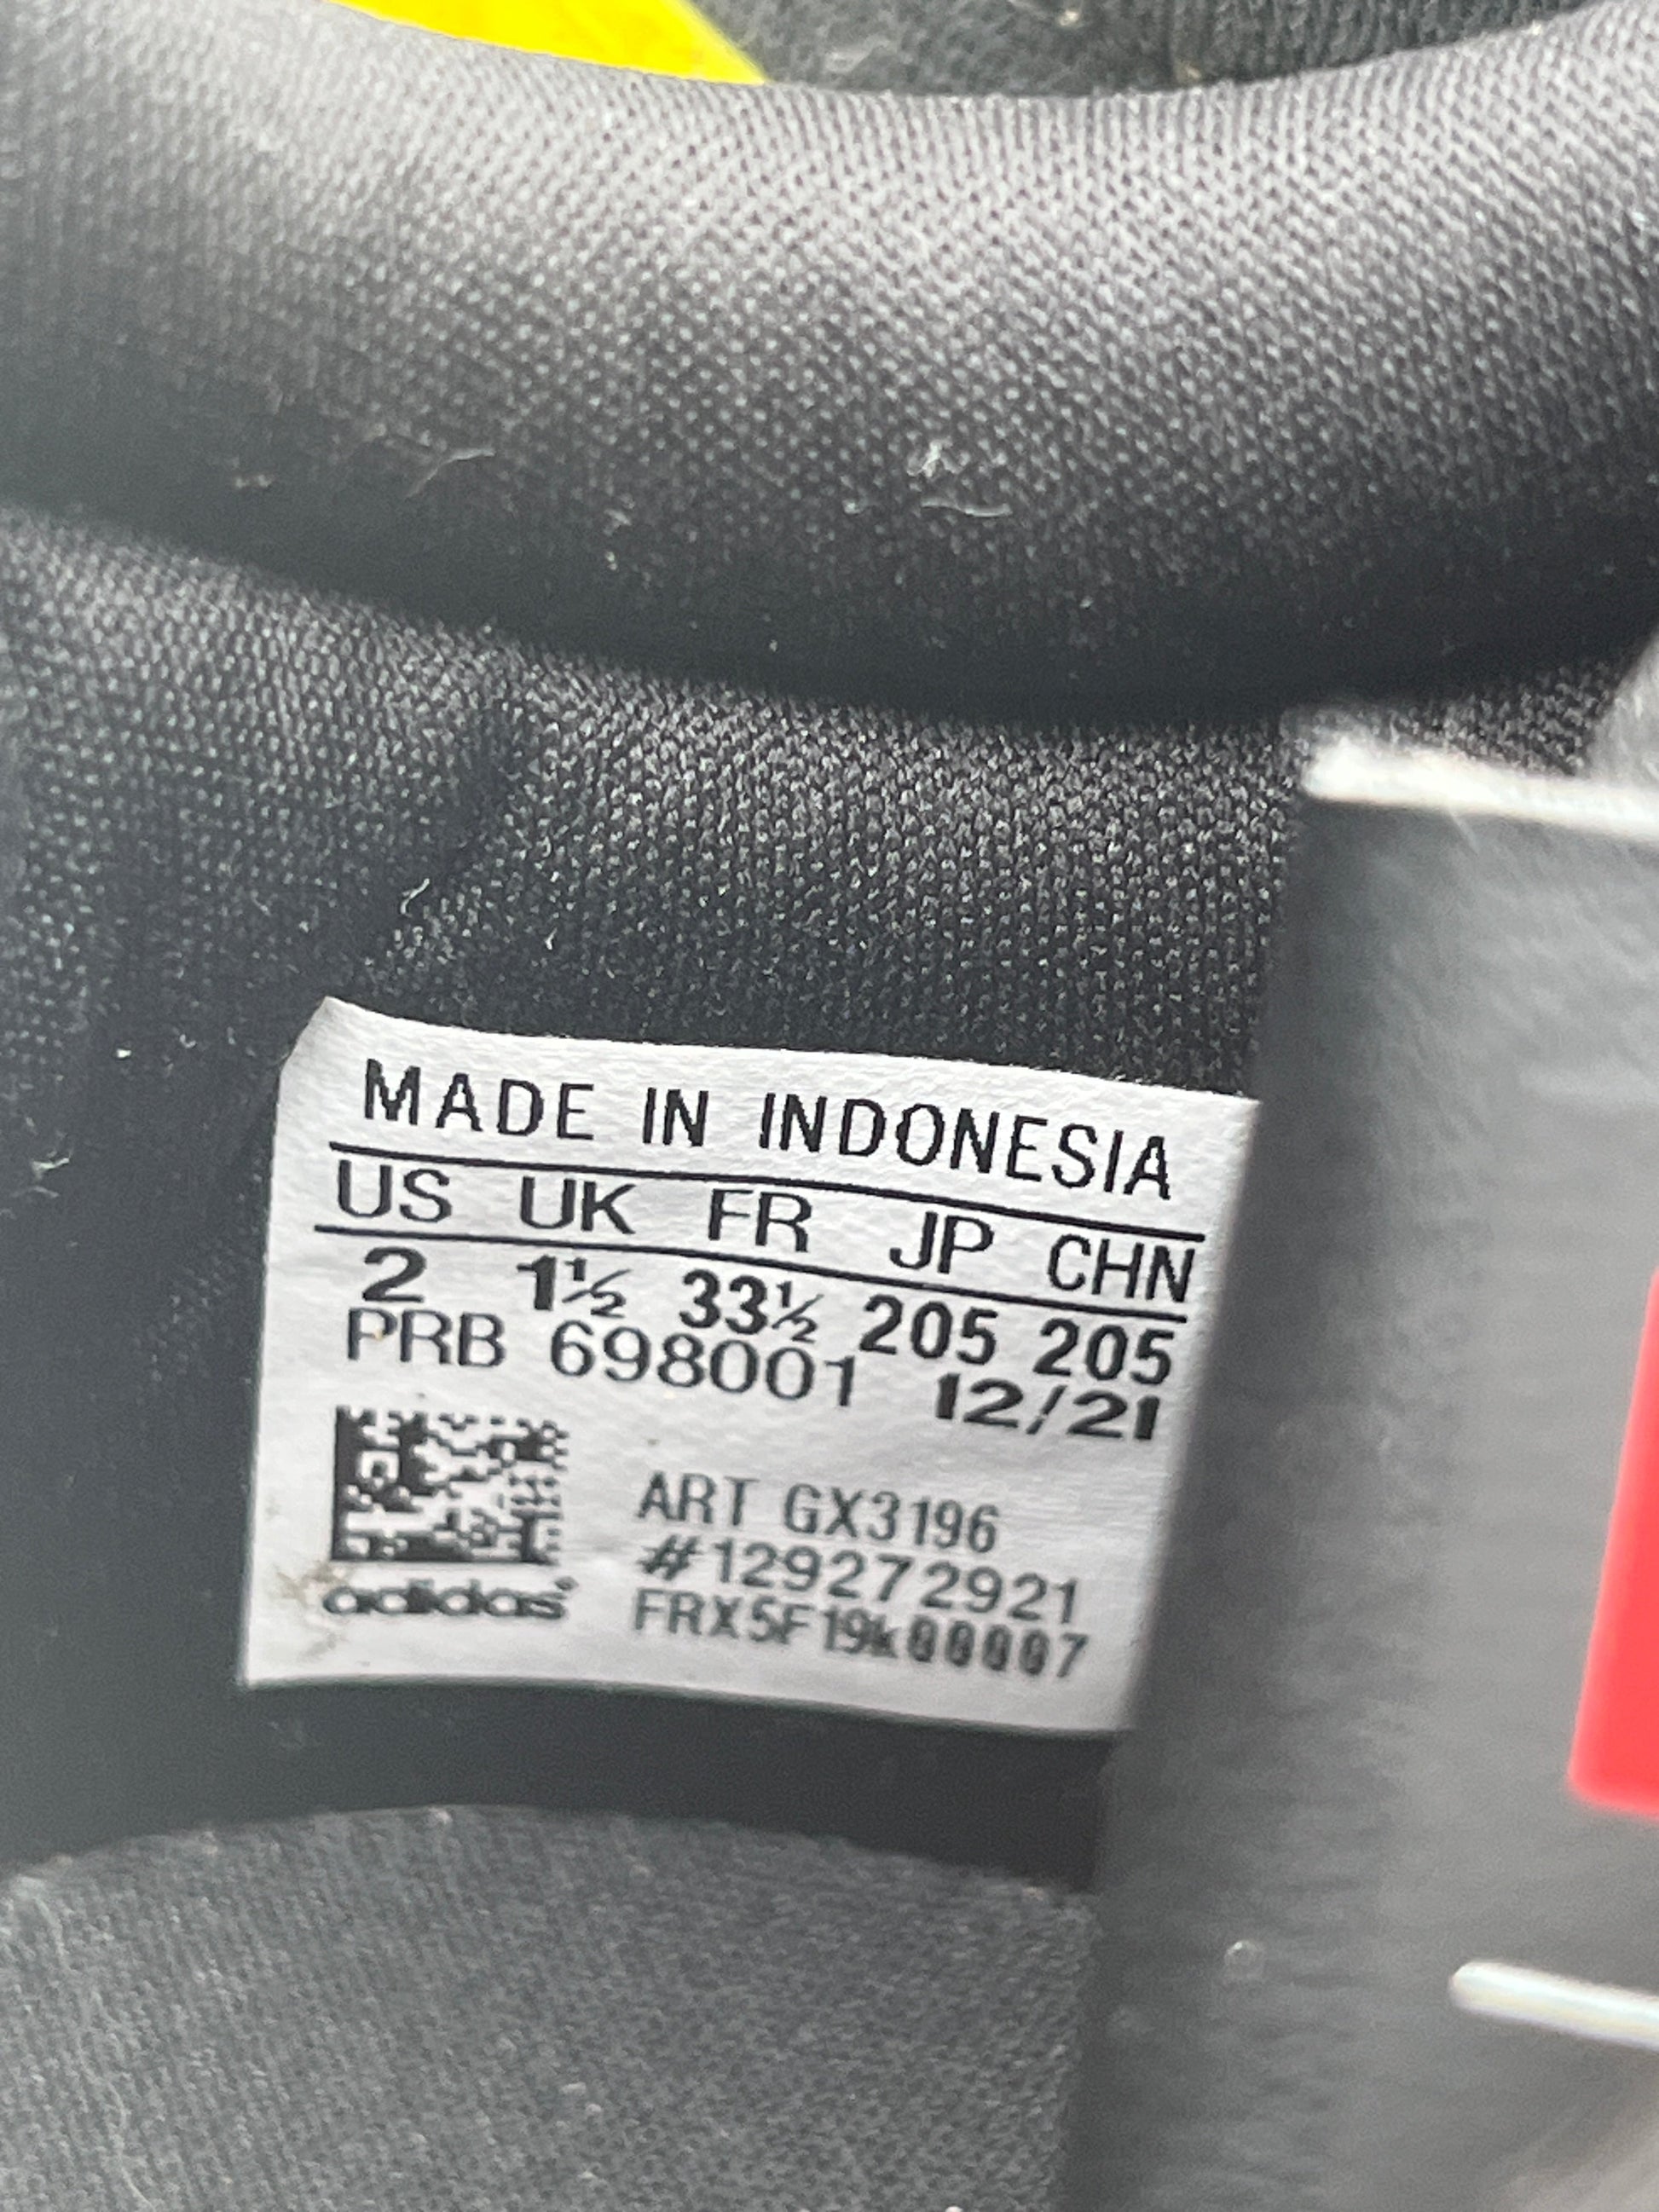 MADE IN INDONESIA
US UK FR JP CHN
2 1½ 33½ 205 205
PRB 698001 12/21
ART GX3196
#129272921
FRX5F19k00007
adidas®